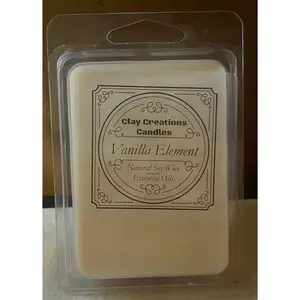 Clay Creations
Candles
Vanilla Element
Natural Soy Wax
Essential Oils